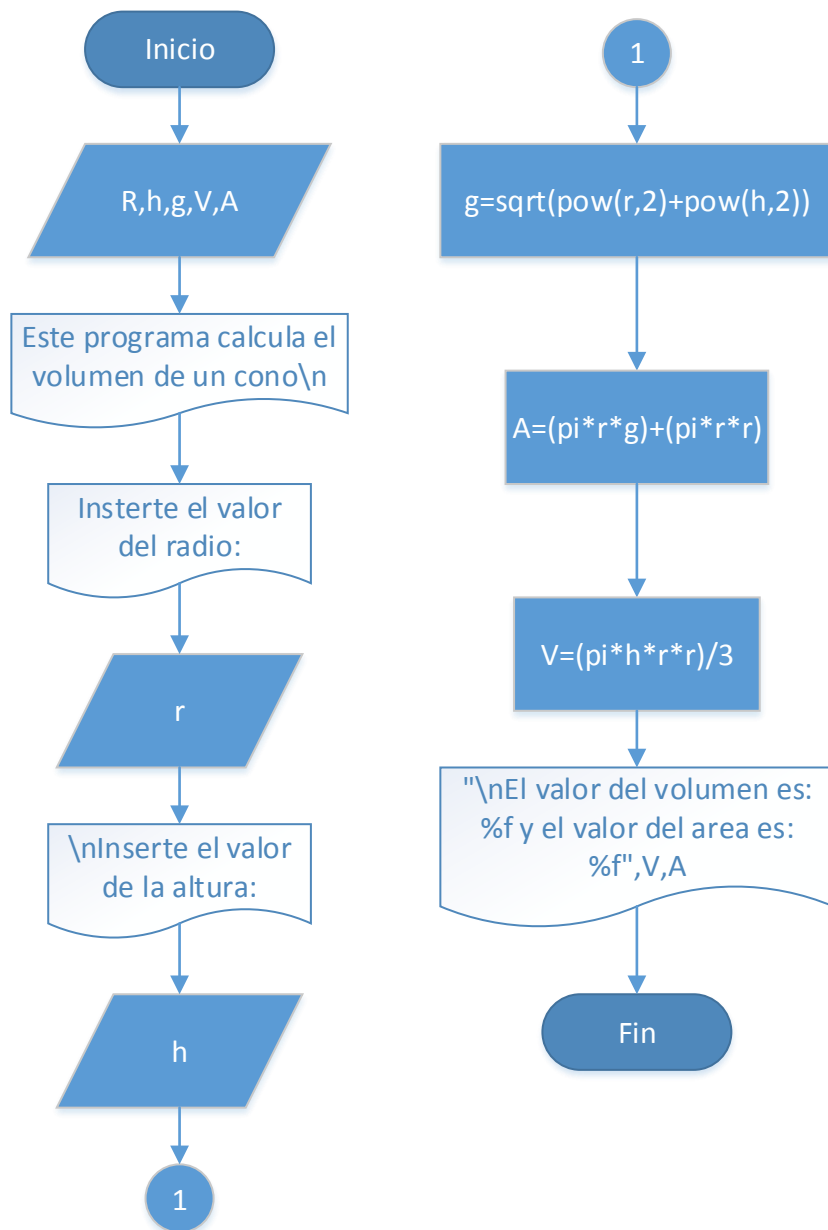 Inicio
R,h,g,V,A
Este programa calcula el
volumen de un cono\n
Insterte el valor
del radio:
r
\nInserte el valor
de la altura:
h
1
1
g=sqrt(pow(r,2)+pow(h,2))
A=(pi*r*g)+(pi*r*r)
V=(pi*h*r*r)/3
"\nEl valor del volumen es:
%f y el valor del area es:
%f",V,A
Fin